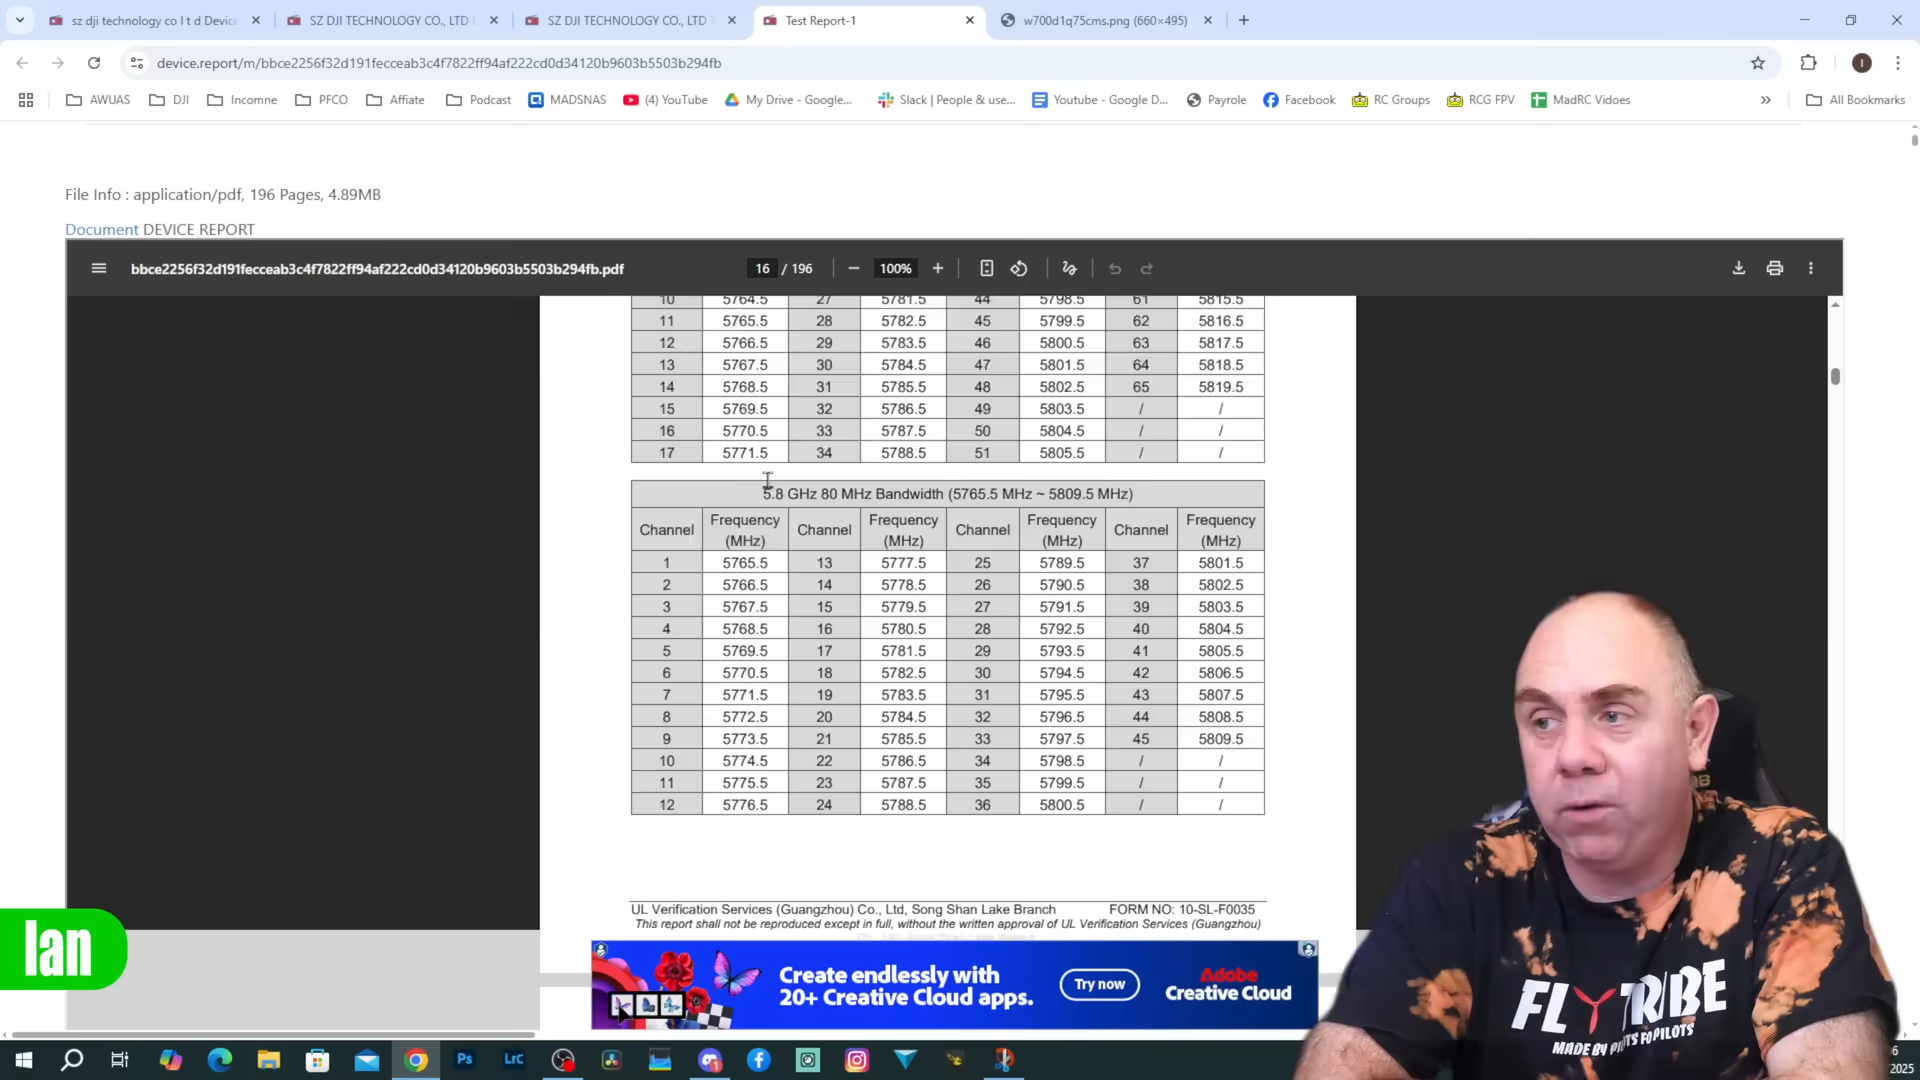 sz dji technology co l t d Device
SZ DJI TECHNOLOGY CO., LTD
SZ DJI TECHNOLOGY CO., LTD
Test Report-1
w700d1q75cms.png (660×495)
device.report/m/bbce2256f32d191fecceab3c4f7822ff94af222cd0d34120b9603b5503b294fb
AWUAS
DJI
Incomne
PFCO
Affiate
Podcast
MADSNAS
(4) YouTube
My Drive - Google...
Slack | People & use...
Youtube - Google D...
Payrole
Facebook
RC Groups
RCG FPV
MadRC Vidoes
All Bookmarks
File Info : application/pdf, 196 Pages, 4.89MB
Document DEVICE REPORT
bbce2256f32d191fecceab3c4f7822ff94af222cd0d34120b9603b5503b294fb.pdf
16 / 196
100%
10 5764.5 27 5781.5 44 5798.5 61 5815.5
11 5765.5 28 5782.5 45 5799.5 62 5816.5
12 5766.5 29 5783.5 46 5800.5 63 5817.5
13 5767.5 30 5784.5 47 5801.5 64 5818.5
14 5768.5 31 5785.5 48 5802.5 65 5819.5
15 5769.5 32 5786.5 49 5803.5 / /
16 5770.5 33 5787.5 50 5804.5 / /
17 5771.5 34 5788.5 51 5805.5 / /
5.8 GHz 80 MHz Bandwidth (5765.5 MHz ~ 5809.5 MHz)
Channel Frequency (MHz) Channel Frequency (MHz) Channel Frequency (MHz) Channel Frequency (MHz)
1 5765.5 13 5777.5 25 5789.5 37 5801.5
2 5766.5 14 5778.5 26 5790.5 38 5802.5
3 5767.5 15 5779.5 27 5791.5 39 5803.5
4 5768.5 16 5780.5 28 5792.5 40 5804.5
5 5769.5 17 5781.5 29 5793.5 41 5805.5
6 5770.5 18 5782.5 30 5794.5 42 5806.5
7 5771.5 19 5783.5 31 5795.5 43 5807.5
8 5772.5 20 5784.5 32 5796.5 44 5808.5
9 5773.5 21 5785.5 33 5797.5 45 5809.5
10 5774.5 22 5786.5 34 5798.5 / /
11 5775.5 23 5787.5 35 5799.5 / /
12 5776.5 24 5788.5 36 5800.5 / /
UL Verification Services (Guangzhou) Co., Ltd, Song Shan Lake Branch FORM NO: 10-SL-F0035
This report shall not be reproduced except in full, without the written approval of UL Verification Services (Guangzhou)
Ian
Create endlessly with
20+ Creative Cloud apps.
Try now
Adobe
Creative Cloud
FLYTRIBE
MADE BY PILOTS FOR PILOTS
Ps
Lrc
2025